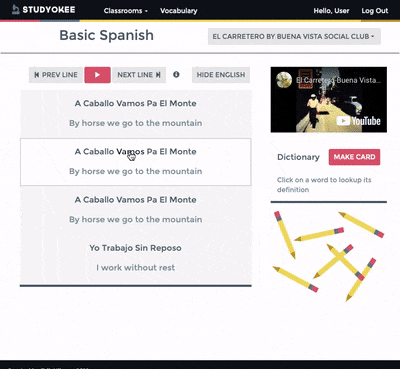 STUDYOKEE
Classrooms
Vocabulary
Hello, User
Log Out
Basic Spanish
EL CARRETERO BY BUENA VISTA SOCIAL CLUB
PREV LINE
NEXT LINE
HIDE ENGLISH
A Caballo Vamos Pa El Monte
By horse we go to the mountain
A Caballo Vamos Pa El Monte
By horse we go to the mountain
A Caballo Vamos Pa El Monte
By horse we go to the mountain
Yo Trabajo Sin Reposo
I work without rest
El Carretero Buena Vista...
YouTube
Dictionary
MAKE CARD
Click on a word to lookup its
definition